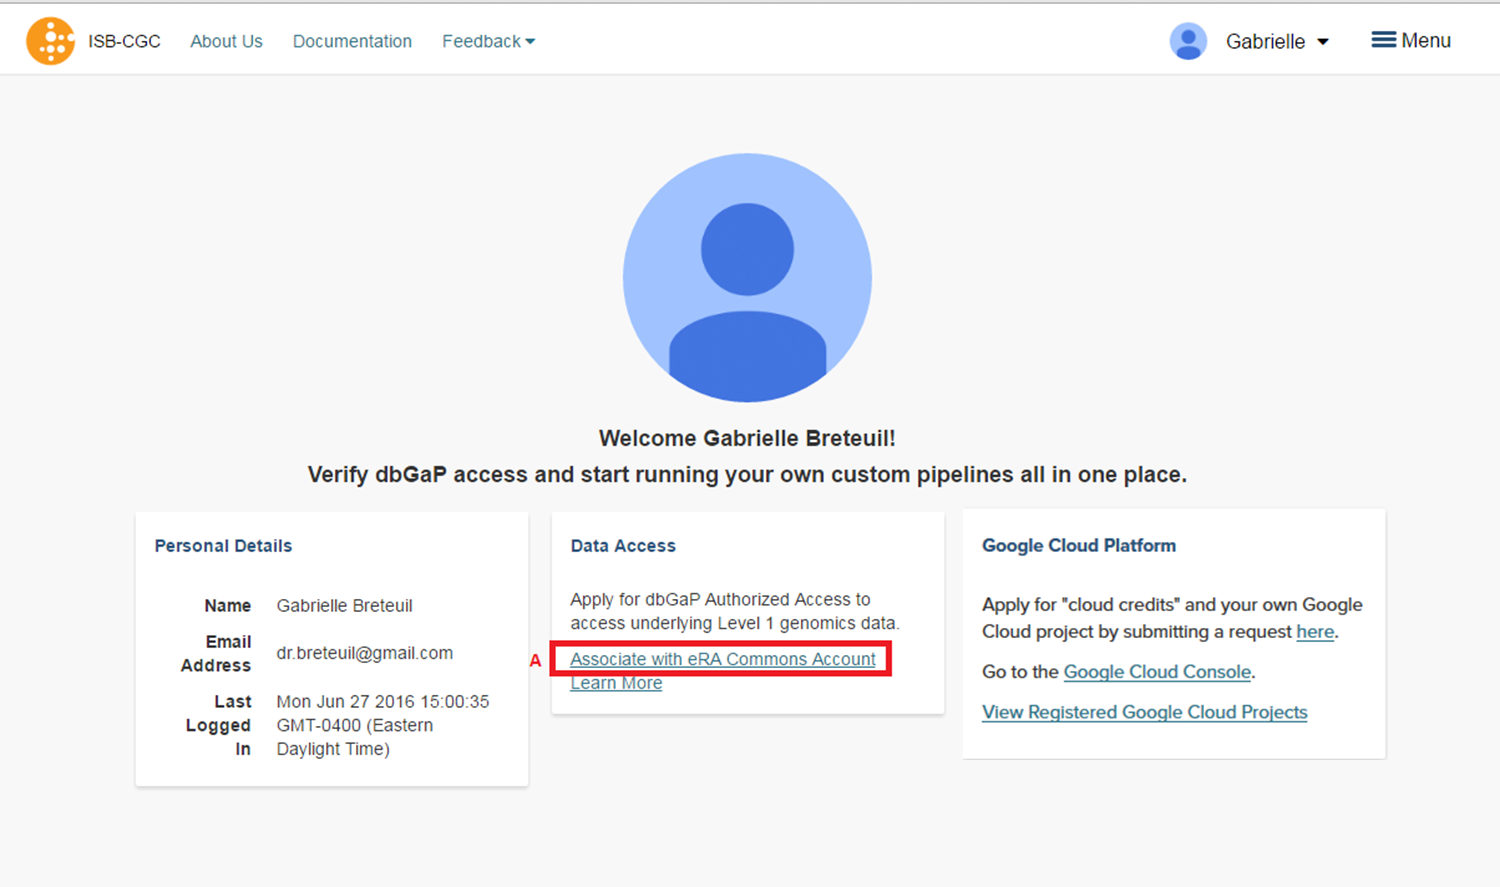 ISB-CGC About Us Documentation Feedback Gabrielle Menu
Welcome Gabrielle Breteuil!
Verify dbGaP access and start running your own custom pipelines all in one place.
Personal Details
Name Gabrielle Breteuil
Email Address dr.breteuil@gmail.com
Last Logged In Mon Jun 27 2016 15:00:35
GMT-0400 (Eastern
Daylight Time)
Data Access
Apply for dbGaP Authorized Access to
access underlying Level 1 genomics data.
A Associate with eRA Commons Account
Learn More
Google Cloud Platform
Apply for "cloud credits" and your own Google
Cloud project by submitting a request here.
Go to the Google Cloud Console.
View Registered Google Cloud Projects